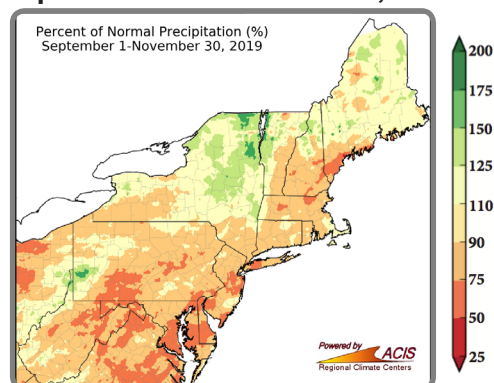 Percent of Normal Precipitation (%)
September 1-November 30, 2019
200
175
150
125
110
90
75
50
25
Powered by
ACIS
Regional Climate Centers